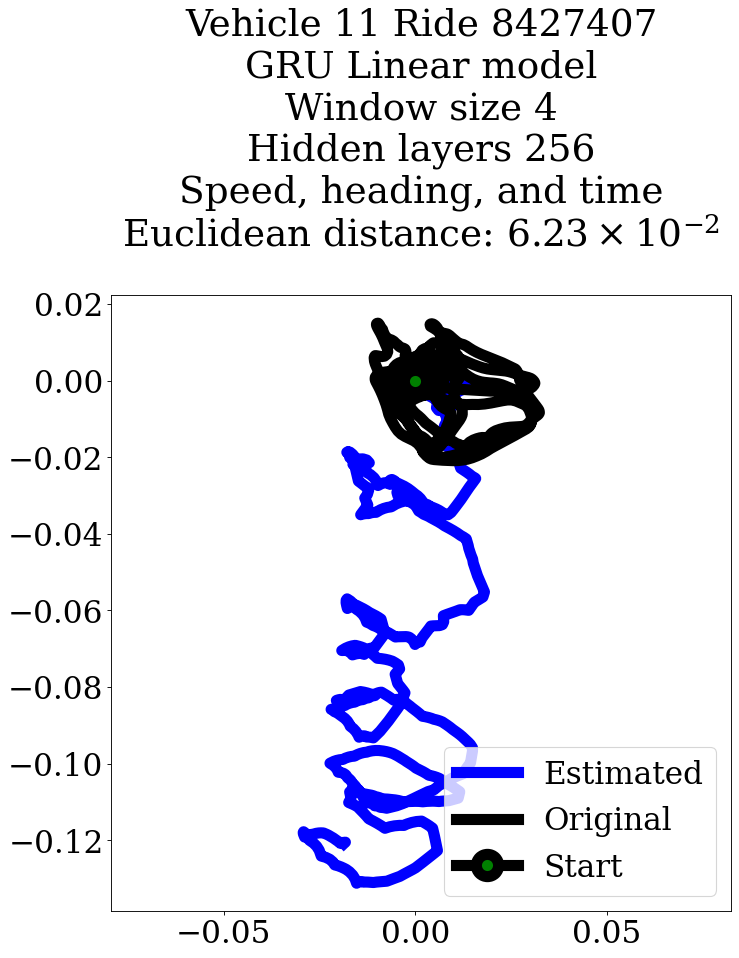 Vehicle 11 Ride 8427407
GRU Linear model
Window size 4
Hidden layers 256
Speed, heading, and time
Euclidean distance: 6.23 × 10⁻²
0.02
0.00
−0.02
−0.04
−0.06
−0.08
−0.10
−0.12
Estimated
Original
Start
−0.05
0.00
0.05